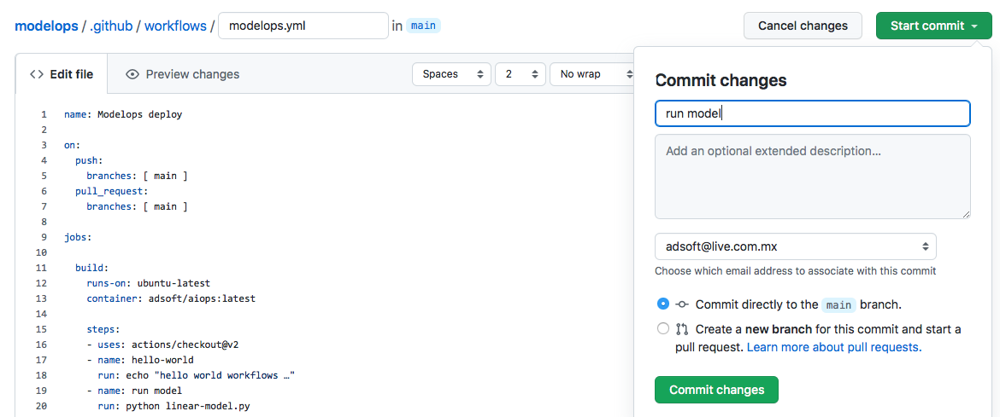 modelops / .github / workflows / modelops.yml in main
Cancel changes
Start commit
Edit file
Preview changes
Spaces
2
No wrap
1 name: Modelops deploy
2
3 on:
4 push:
5 branches: [ main ]
6 pull_request:
7 branches: [ main ]
8
9 jobs:
10
11 build:
12 runs-on: ubuntu-latest
13 container: adsoft/aiops:latest
14
15 steps:
16 - uses: actions/checkout@v2
17 - name: hello-world
18 run: echo "hello world workflows …"
19 - name: run model
20 run: python linear-model.py
Commit changes
run model
Add an optional extended description...
adsoft@live.com.mx
Choose which email address to associate with this commit
Commit directly to the main branch.
Create a new branch for this commit and start a
pull request. Learn more about pull requests.
Commit changes